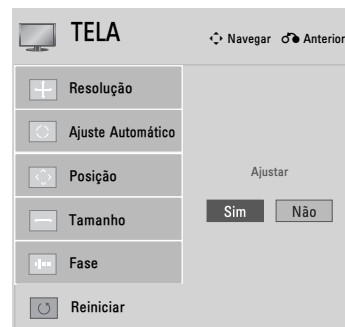 TELA
Navegar Anterior
Resolução
Ajuste Automático
Posição
Tamanho
Fase
Reiniciar
Ajustar
Sim Não